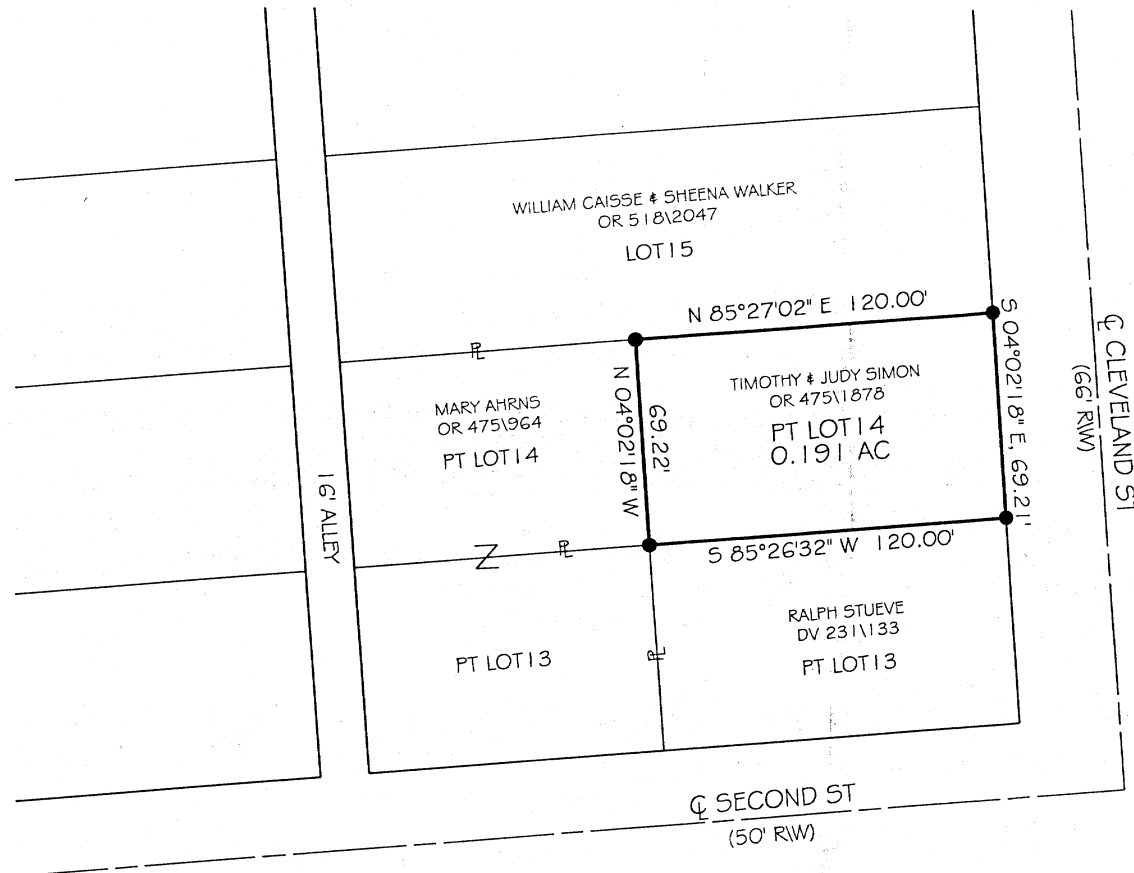 WILLIAM CAISSE & SHEENA WALKER
OR 518\2047
LOT15
N 85°27'02" E 120.00'
S 04°02'18" E, 69.21'
℄ CLEVELAND ST
(66' R\W)
N 04°02'18" W
69.22'
TIMOTHY & JUDY SIMON
OR 475\1878
PT LOT14
0.191 AC
℄
MARY AHRNS
OR 475\964
PT LOT14
16' ALLEY
S 85°26'32" W 120.00'
Z
PL
RALPH STUEVE
DV 231\133
PT LOT13
PT LOT13
PL
℄ SECOND ST
(50' R\W)